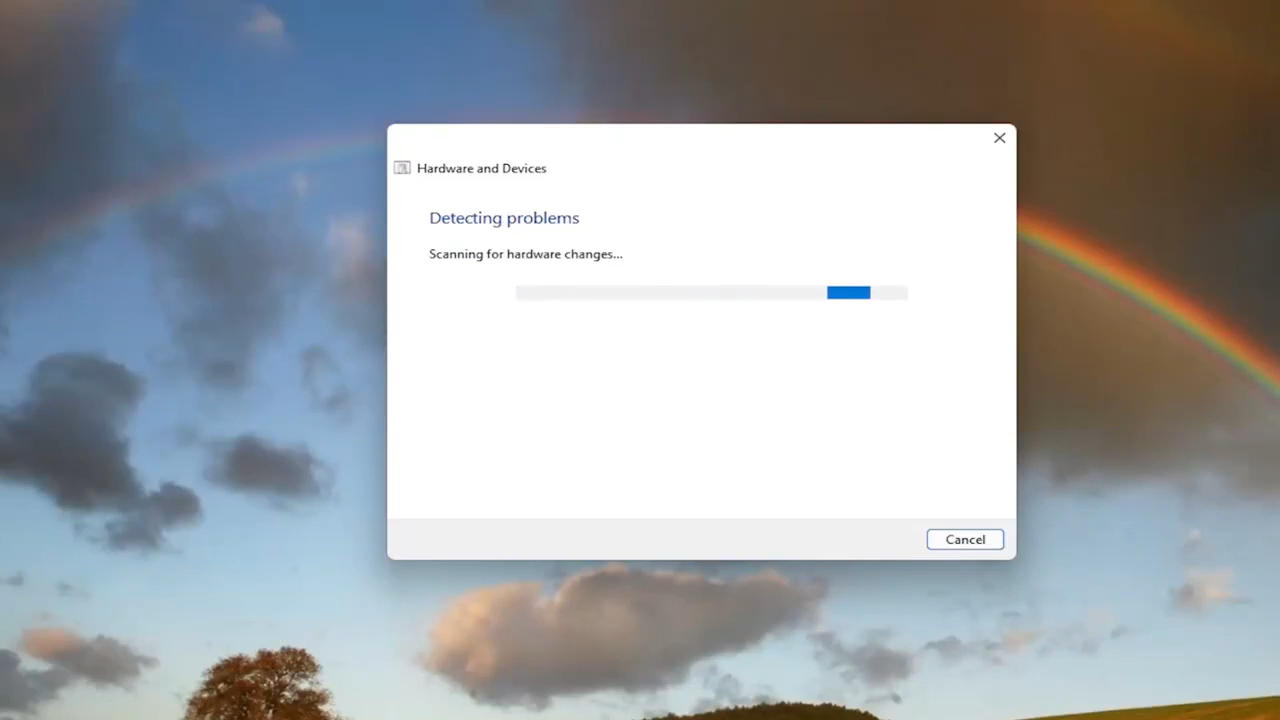 Hardware and Devices
Detecting problems
Scanning for hardware changes...
Cancel